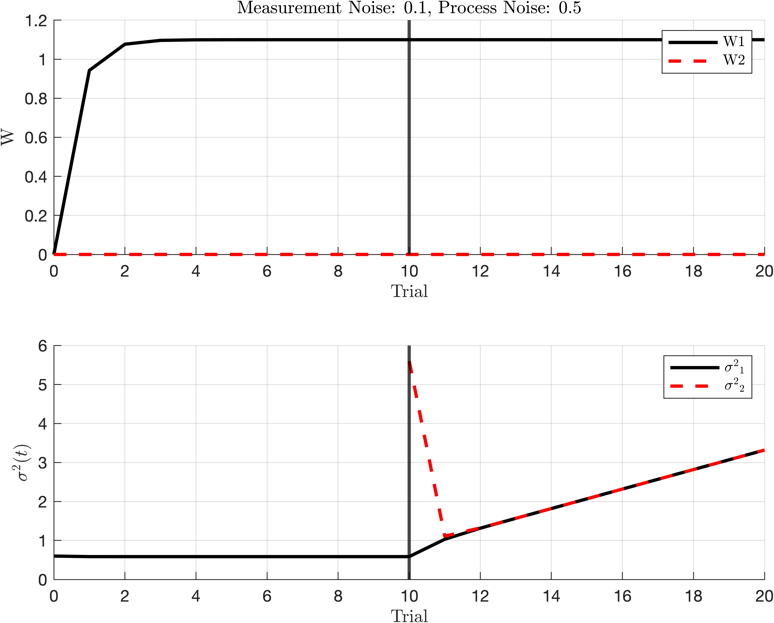 Measurement Noise: 0.1, Process Noise: 0.5
1.2
1
0.8
0.6
0.4
0.2
0
W
W1
W2
0 2 4 6 8 10 12 14 16 18 20
Trial
6
5
4
3
2
1
0
σ²(t)
σ²₁
σ²₂
0 2 4 6 8 10 12 14 16 18 20
Trial